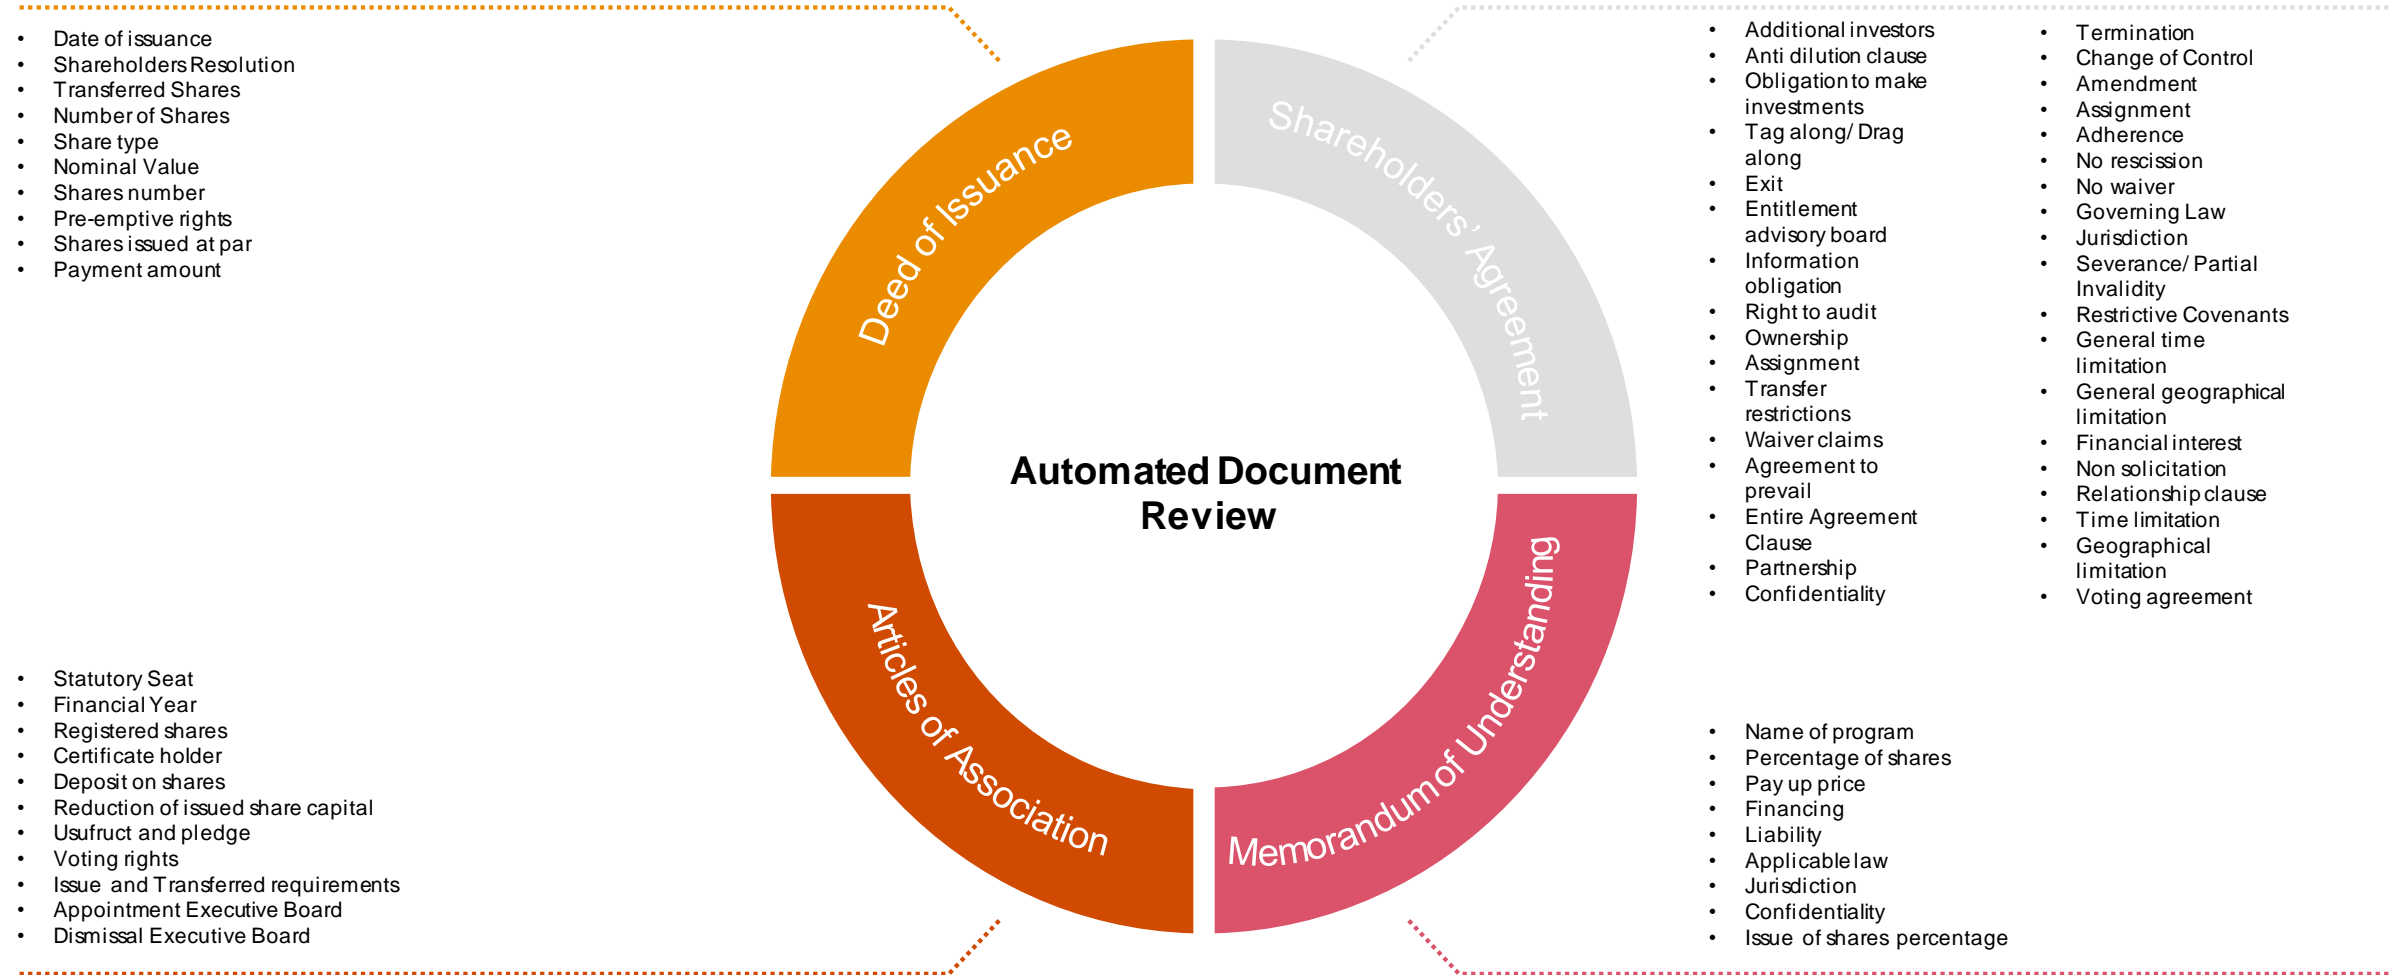 Date of issuance
Shareholders Resolution
Transferred Shares
Number of Shares
Share type
Nominal Value
Shares number
Pre-emptive rights
Shares issued at par
Payment amount
Deed of Issuance
Shareholders’ Agreement
Additional investors
Anti dilution clause
Obligation to make
investments
Tag along/ Drag
along
Exit
Entitlement
advisory board
Information
obligation
Right to audit
Ownership
Assignment
Transfer
restrictions
Waiver claims
Agreement to
prevail
Entire Agreement
Clause
Partnership
Confidentiality
Termination
Change of Control
Amendment
Assignment
Adherence
No rescission
No waiver
Governing Law
Jurisdiction
Severance/ Partial
Invalidity
Restrictive Covenants
General time
limitation
General geographical
limitation
Financial interest
Non solicitation
Relationship clause
Time limitation
Geographical
limitation
Voting agreement
Automated Document
Review
Statutory Seat
Financial Year
Registered shares
Certificate holder
Deposit on shares
Reduction of issued share capital
Usufruct and pledge
Voting rights
Issue and Transferred requirements
Appointment Executive Board
Dismissal Executive Board
Articles of Association
Memorandum of Understanding
Name of program
Percentage of shares
Pay up price
Financing
Liability
Applicable law
Jurisdiction
Confidentiality
Issue of shares percentage